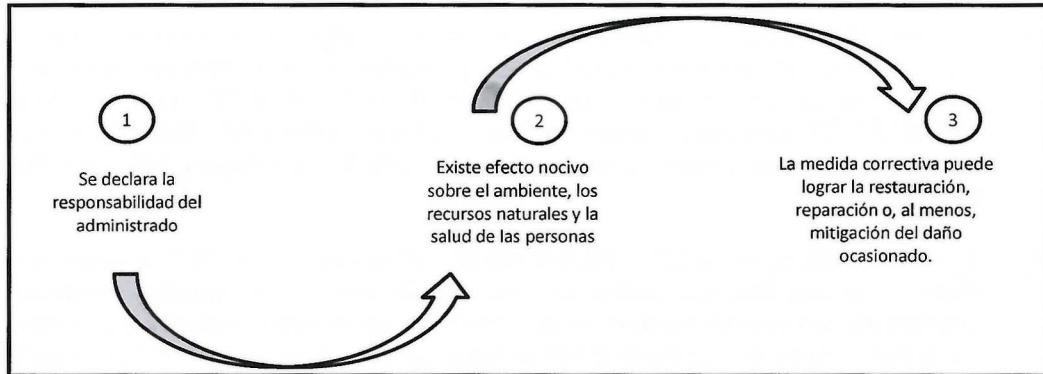 1
Se declara la
responsabilidad del
administrado
2
Existe efecto nocivo
sobre el ambiente, los
recursos naturales y la
salud de las personas
3
La medida correctiva puede
lograr la restauración,
reparación o, al menos,
mitigación del daño
ocasionado.